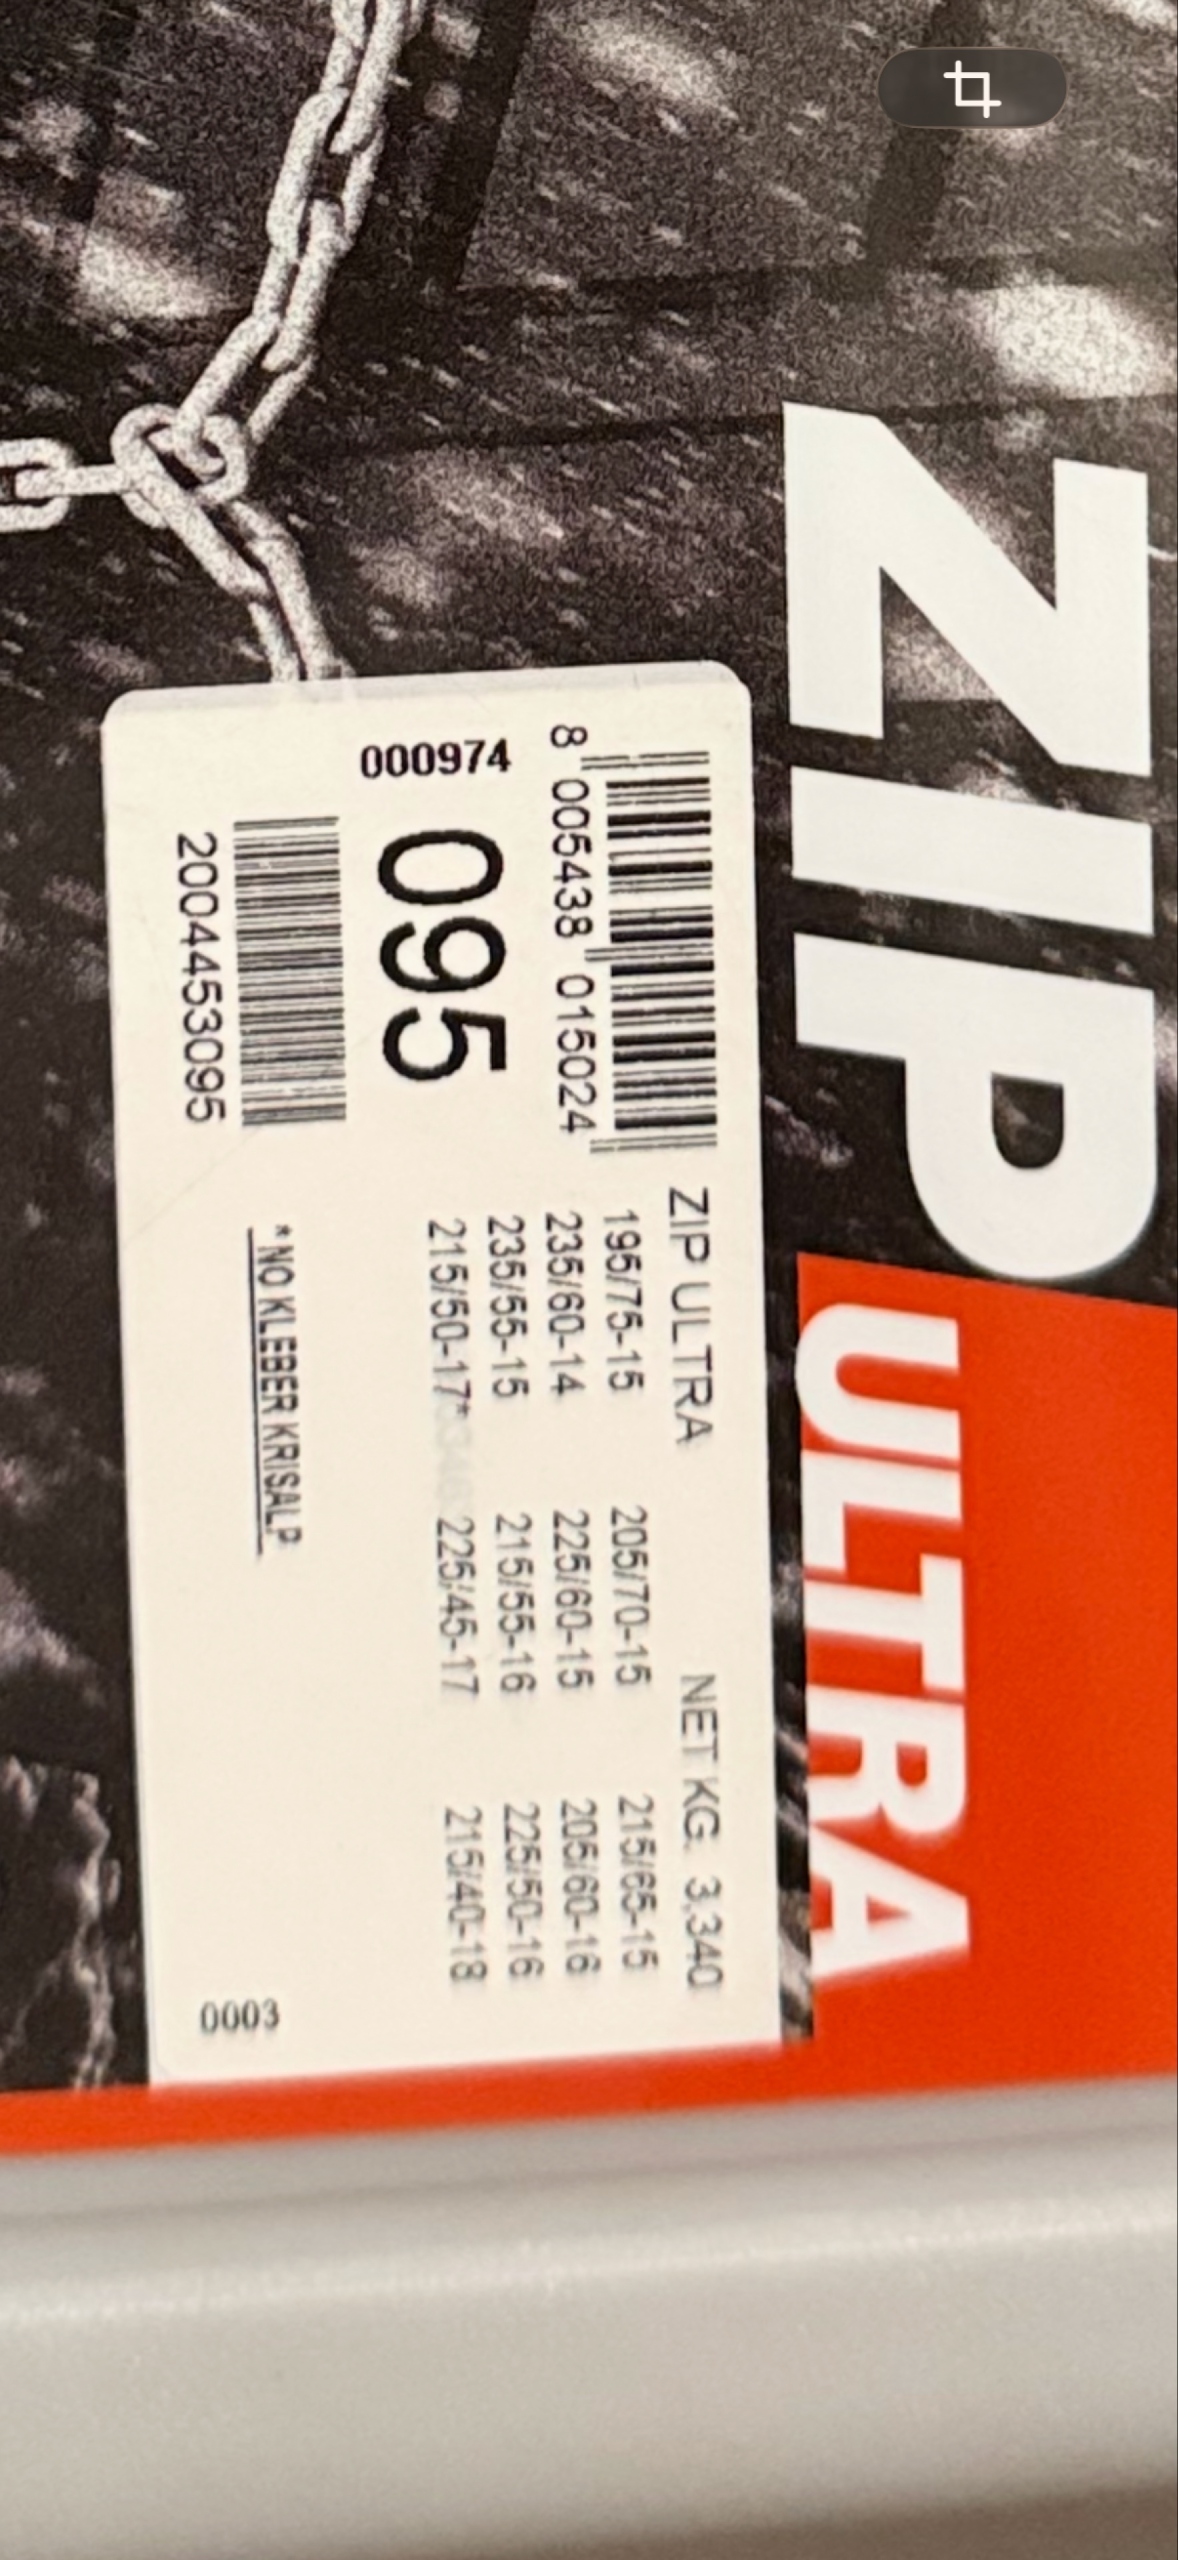 ZIP ULTRA
8 005438 015024
000974
095
2004453095
ZIP ULTRA NET KG. 3,340
195/75-15 205/70-15 215/65-15
235/60-14 225/60-15 205/60-16
235/55-15 215/55-16 225/50-16
215/50-17* 225/45-17 215/40-18
*NO KLEBER KRISALP
0003